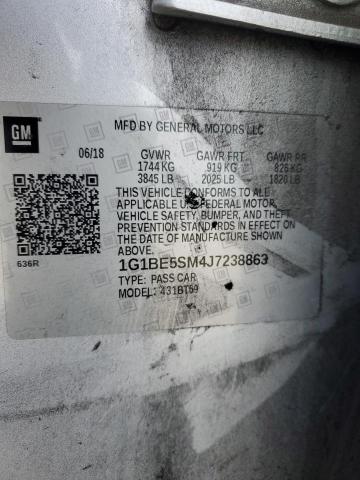 GM
MFD BY GENERAL MOTORS LLC
06/18 GVWR GAWR FRT GAWR RR
1744 KG 919 KG 826 KG
3845 LB 2025 LB 1820 LB
THIS VEHICLE CONFORMS TO ALL
APPLICABLE U.S. FEDERAL MOTOR
VEHICLE SAFETY, BUMPER, AND THEFT
PREVENTION STANDARDS IN EFFECT ON
THE DATE OF MANUFACTURE SHOWN
ABOVE.
636R
1G1BE5SM4J7238863
TYPE: PASS CAR
MODEL: 431BT69